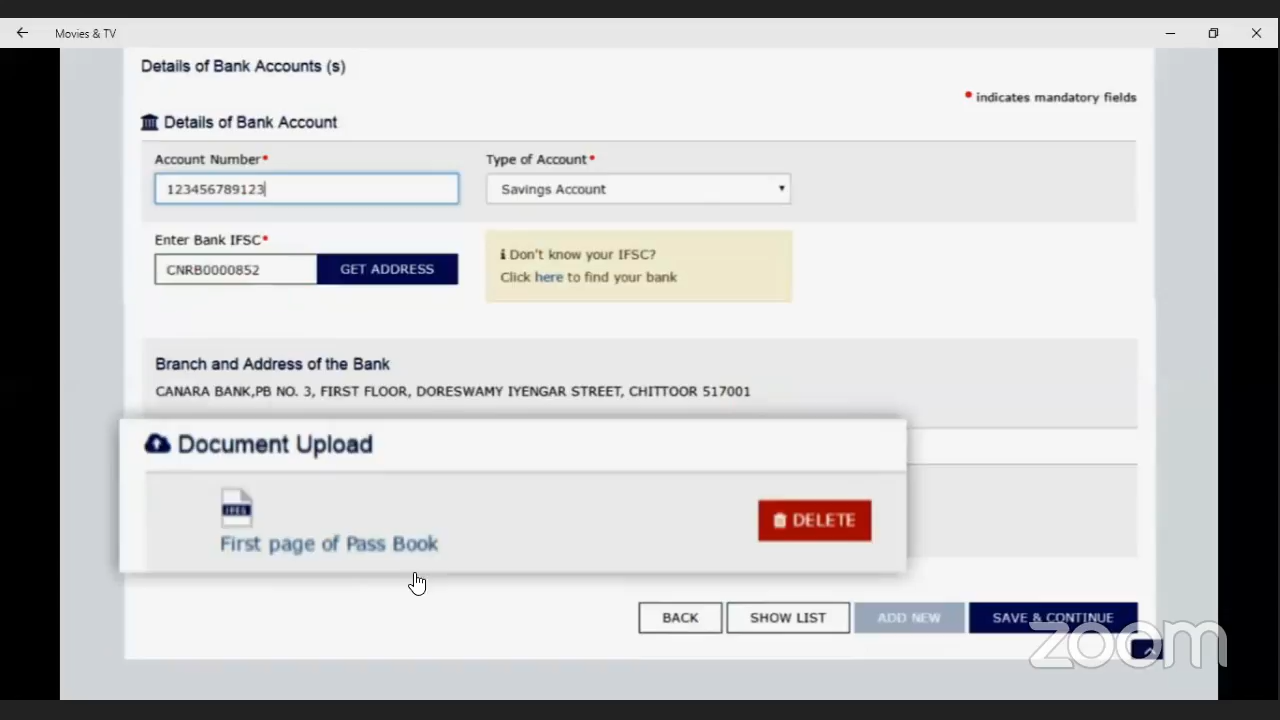 Movies & TV
Details of Bank Accounts (s)
• indicates mandatory fields
Details of Bank Account
Account Number* Type of Account*
123456789123 Savings Account
Enter Bank IFSC*
CNRB0000852 GET ADDRESS
i Don't know your IFSC?
Click here to find your bank
Branch and Address of the Bank
CANARA BANK,PB NO. 3, FIRST FLOOR, DORESWAMY IYENGAR STREET, CHITTOOR 517001
Document Upload
JPEG
First page of Pass Book
DELETE
BACK SHOW LIST ADD NEW SAVE & CONTINUE
zoom